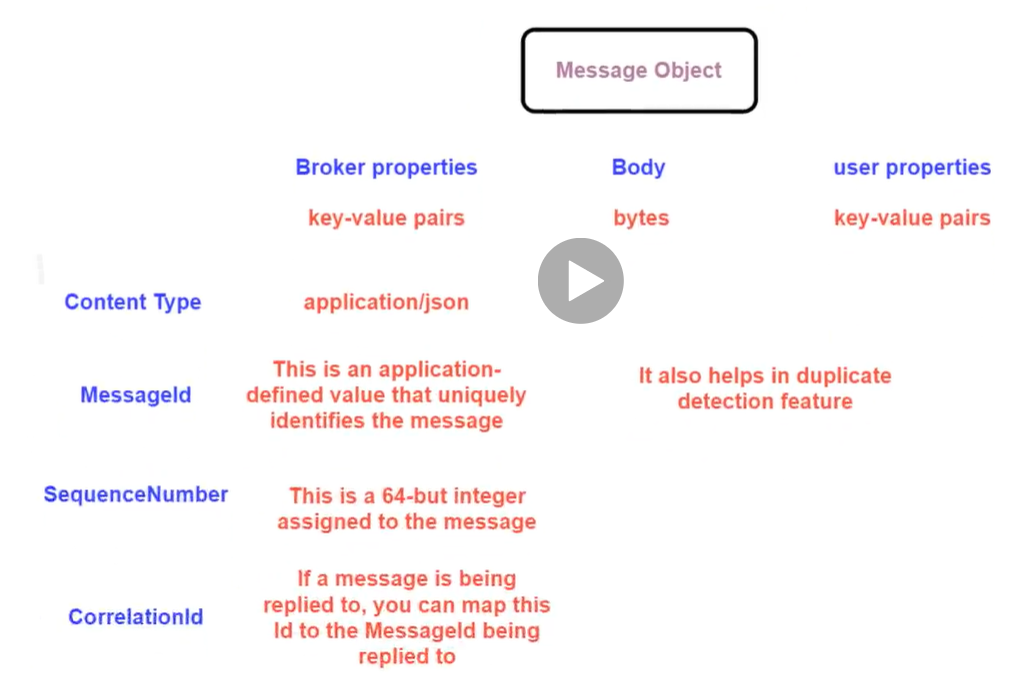 Message Object
Broker properties
Body
user properties
key-value pairs
bytes
key-value pairs
Content Type
application/json
MessageId
This is an application-
defined value that uniquely
identifies the message
It also helps in duplicate
detection feature
SequenceNumber
This is a 64-but integer
assigned to the message
CorrelationId
If a message is being
replied to, you can map this
Id to the MessageId being
replied to